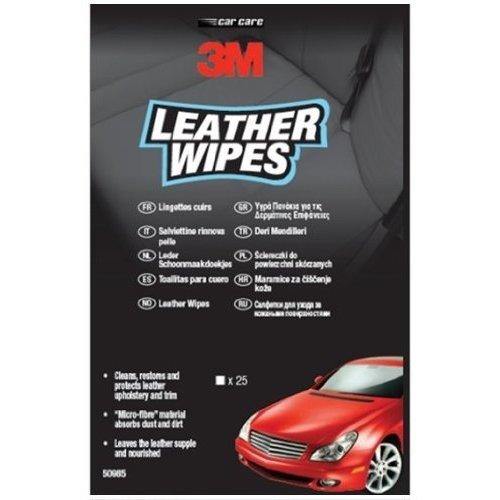 car care
3M
LEATHER
WIPES
FR Lingettes cuirs
GR Υγρά Πανάκια για τις
Δερμάτινες Επιφάνειες
IT Salviettine rinnova
pelle
TR Deri Mendilleri
NL Leder
Schoonmaakdoekjes
PL Ściereczki do
powierzchni skórzanych
ES Toallitas para cuero
HR Maramice za čišćenje
kože
NO Leather Wipes
RU Салфетки для ухода за
кожаными поверхностями
• Cleans, restores and
protects leather
upholstery and trim
x 25
• "Micro-fibre" material
absorbs dust and dirt
• Leaves the leather supple
and nourished
50985